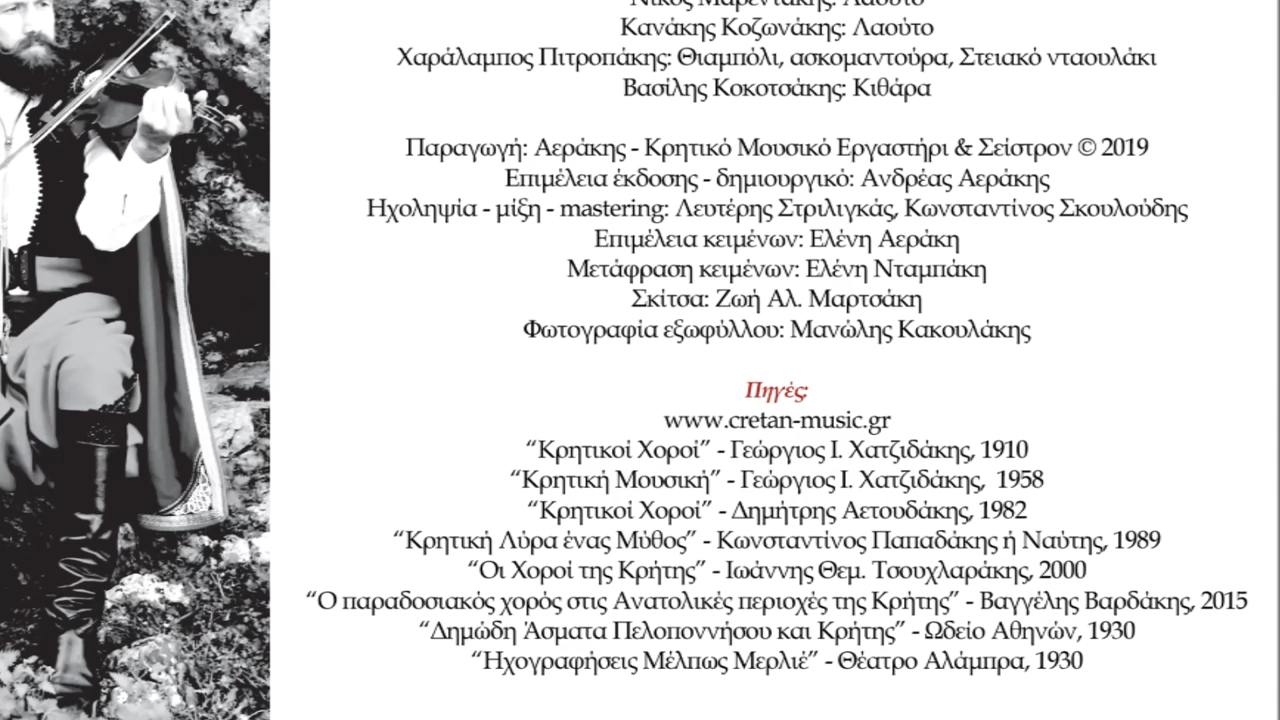 Νίκος Μαρεντάκης: Λαούτο
Κανάκης Κοζωνάκης: Λαούτο
Χαράλαμπος Πιτροπάκης: Θιαμπόλι, ασκομαντούρα, Στειακό νταουλάκι
Βασίλης Κοκοτσάκης: Κιθάρα
Παραγωγή: Αεράκης - Κρητικό Μουσικό Εργαστήρι & Σείστρον © 2019
Επιμέλεια έκδοσης - δημιουργικό: Ανδρέας Αεράκης
Ηχοληψία - μίξη - mastering: Λευτέρης Στριλιγκάς, Κωνσταντίνος Σκουλούδης
Επιμέλεια κειμένων: Ελένη Αεράκη
Μετάφραση κειμένων: Ελένη Νταμπάκη
Σκίτσα: Ζωή Αλ. Μαρτσάκη
Φωτογραφία εξωφύλλου: Μανώλης Κακουλάκης
Πηγές:
www.cretan-music.gr
“Κρητικοί Χοροί” - Γεώργιος Ι. Χατζιδάκης, 1910
“Κρητική Μουσική” - Γεώργιος Ι. Χατζιδάκης, 1958
“Κρητικοί Χοροί” - Δημήτρης Αετουδάκης, 1982
“Κρητική Λύρα ένας Μύθος” - Κωνσταντίνος Παπαδάκης ή Ναύτης, 1989
“Οι Χοροί της Κρήτης” - Ιωάννης Θεμ. Τσουχλαράκης, 2000
“Ο παραδοσιακός χορός στις Ανατολικές περιοχές της Κρήτης” - Βαγγέλης Βαρδάκης, 2015
“Δημώδη Άσματα Πελοποννήσου και Κρήτης” - Ωδείο Αθηνών, 1930
“Ηχογραφήσεις Μέλπως Μερλιέ” - Θέατρο Αλάμπρα, 1930